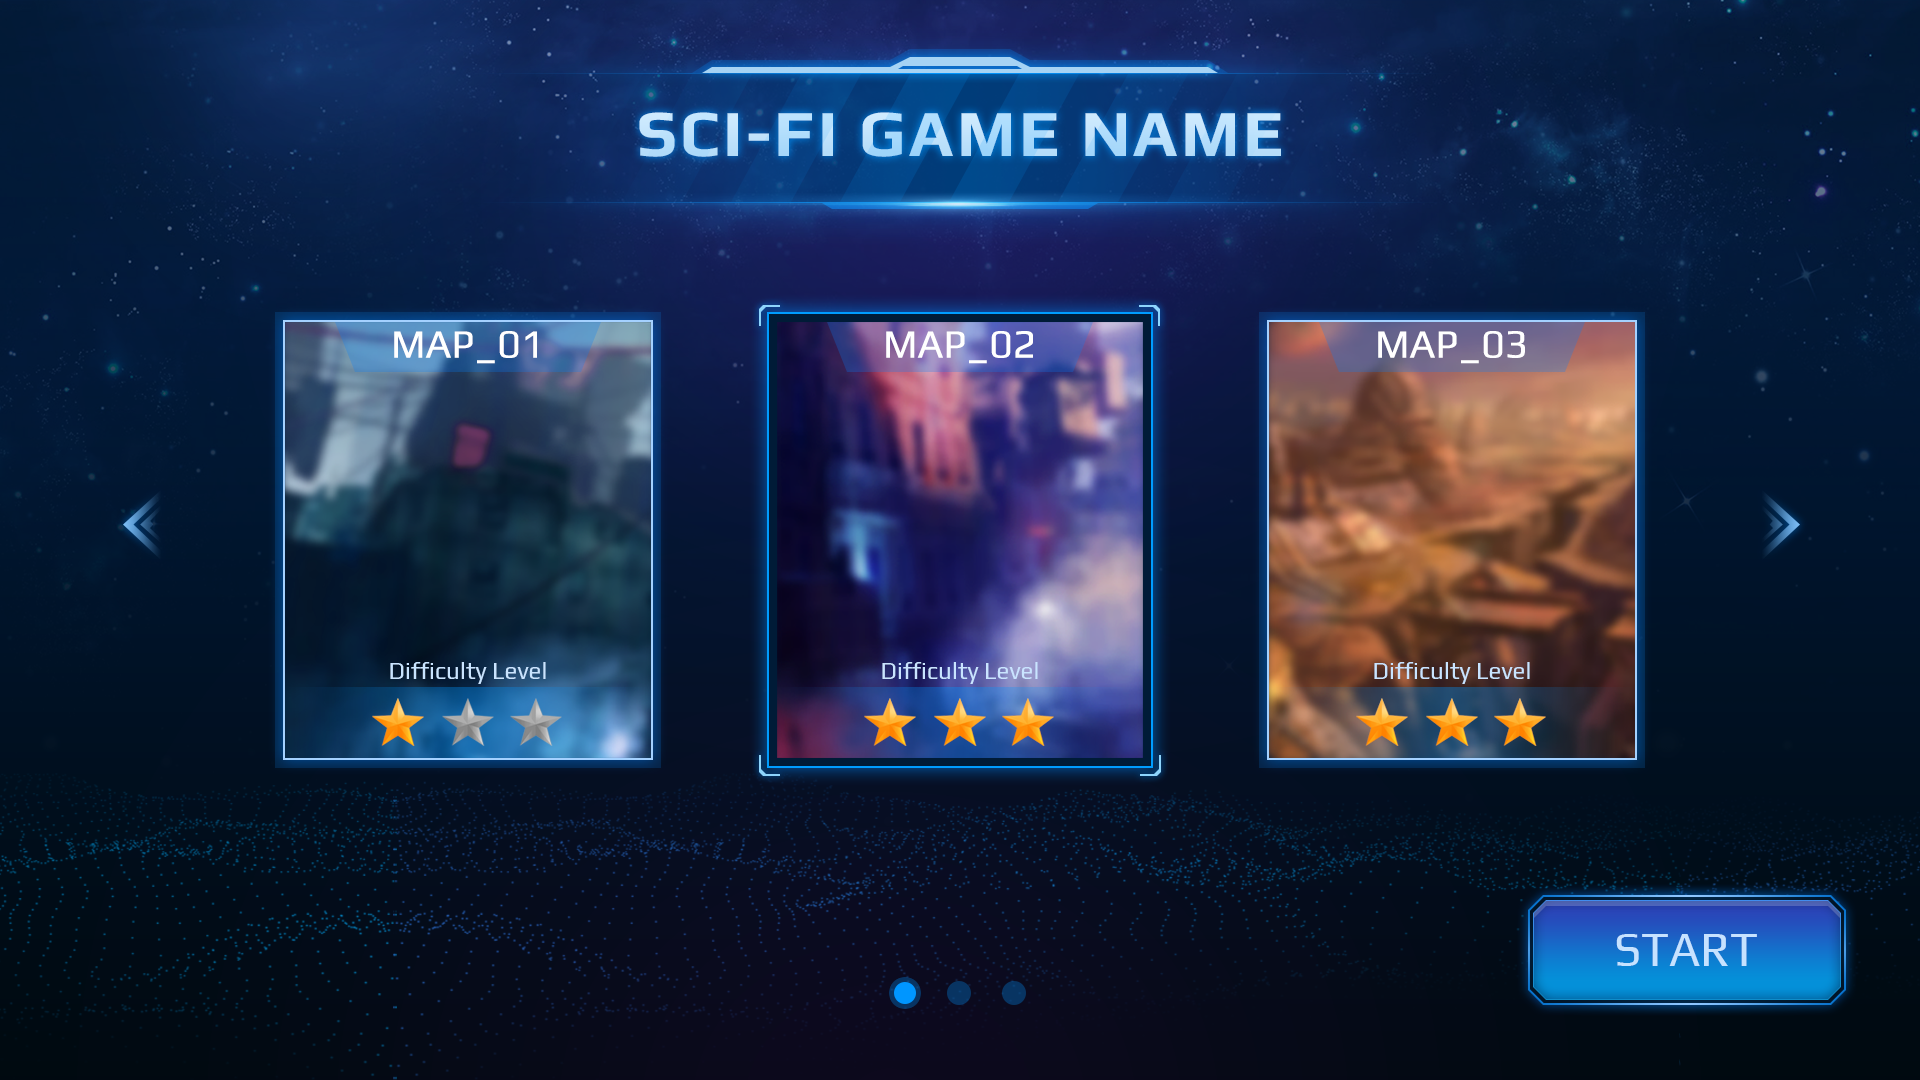 SCI-FI GAME NAME
MAP_01
MAP_02
MAP_03
Difficulty Level
Difficulty Level
Difficulty Level
START